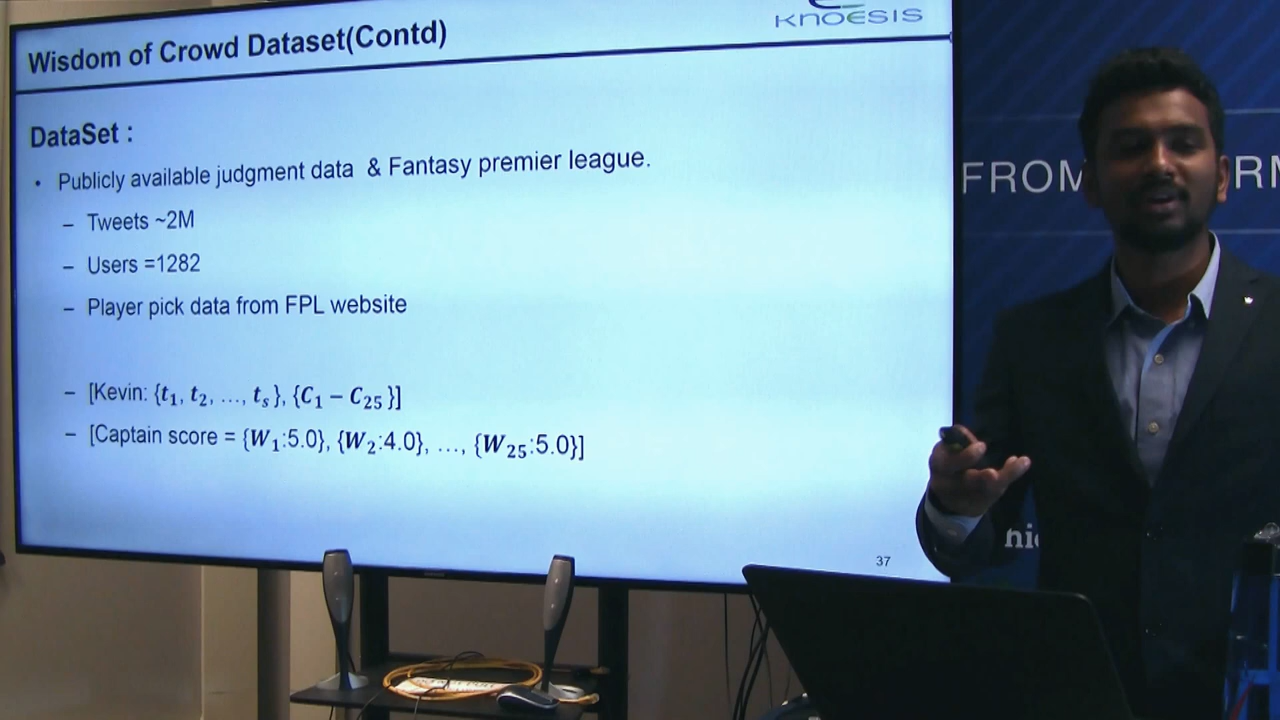 Wisdom of Crowd Dataset(Contd)
KNOESIS
DataSet :
• Publicly available judgment data & Fantasy premier league.
– Tweets ~2M
– Users =1282
– Player pick data from FPL website
– [Kevin: {t₁, t₂, …, tₛ}, {C₁ – C₂₅ }]
– [Captain score = {W₁:5.0}, {W₂:4.0}, …, {W₂₅:5.0}]
37
FROM